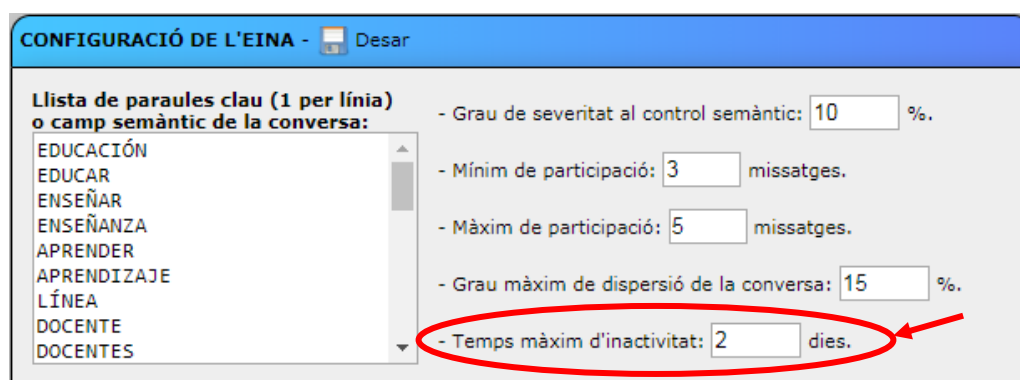 CONFIGURACIÓ DE L'EINA - Desar
Llista de paraules clau (1 per línia)
o camp semàntic de la conversa:
EDUCACIÓN
EDUCAR
ENSEÑAR
ENSEÑANZA
APRENDER
APRENDIZAJE
LÍNEA
DOCENTE
DOCENTES
- Grau de severitat al control semàntic: 10 %.
- Mínim de participació: 3 missatges.
- Màxim de participació: 5 missatges.
- Grau màxim de dispersió de la conversa: 15 %.
- Temps màxim d'inactivitat: 2 dies.